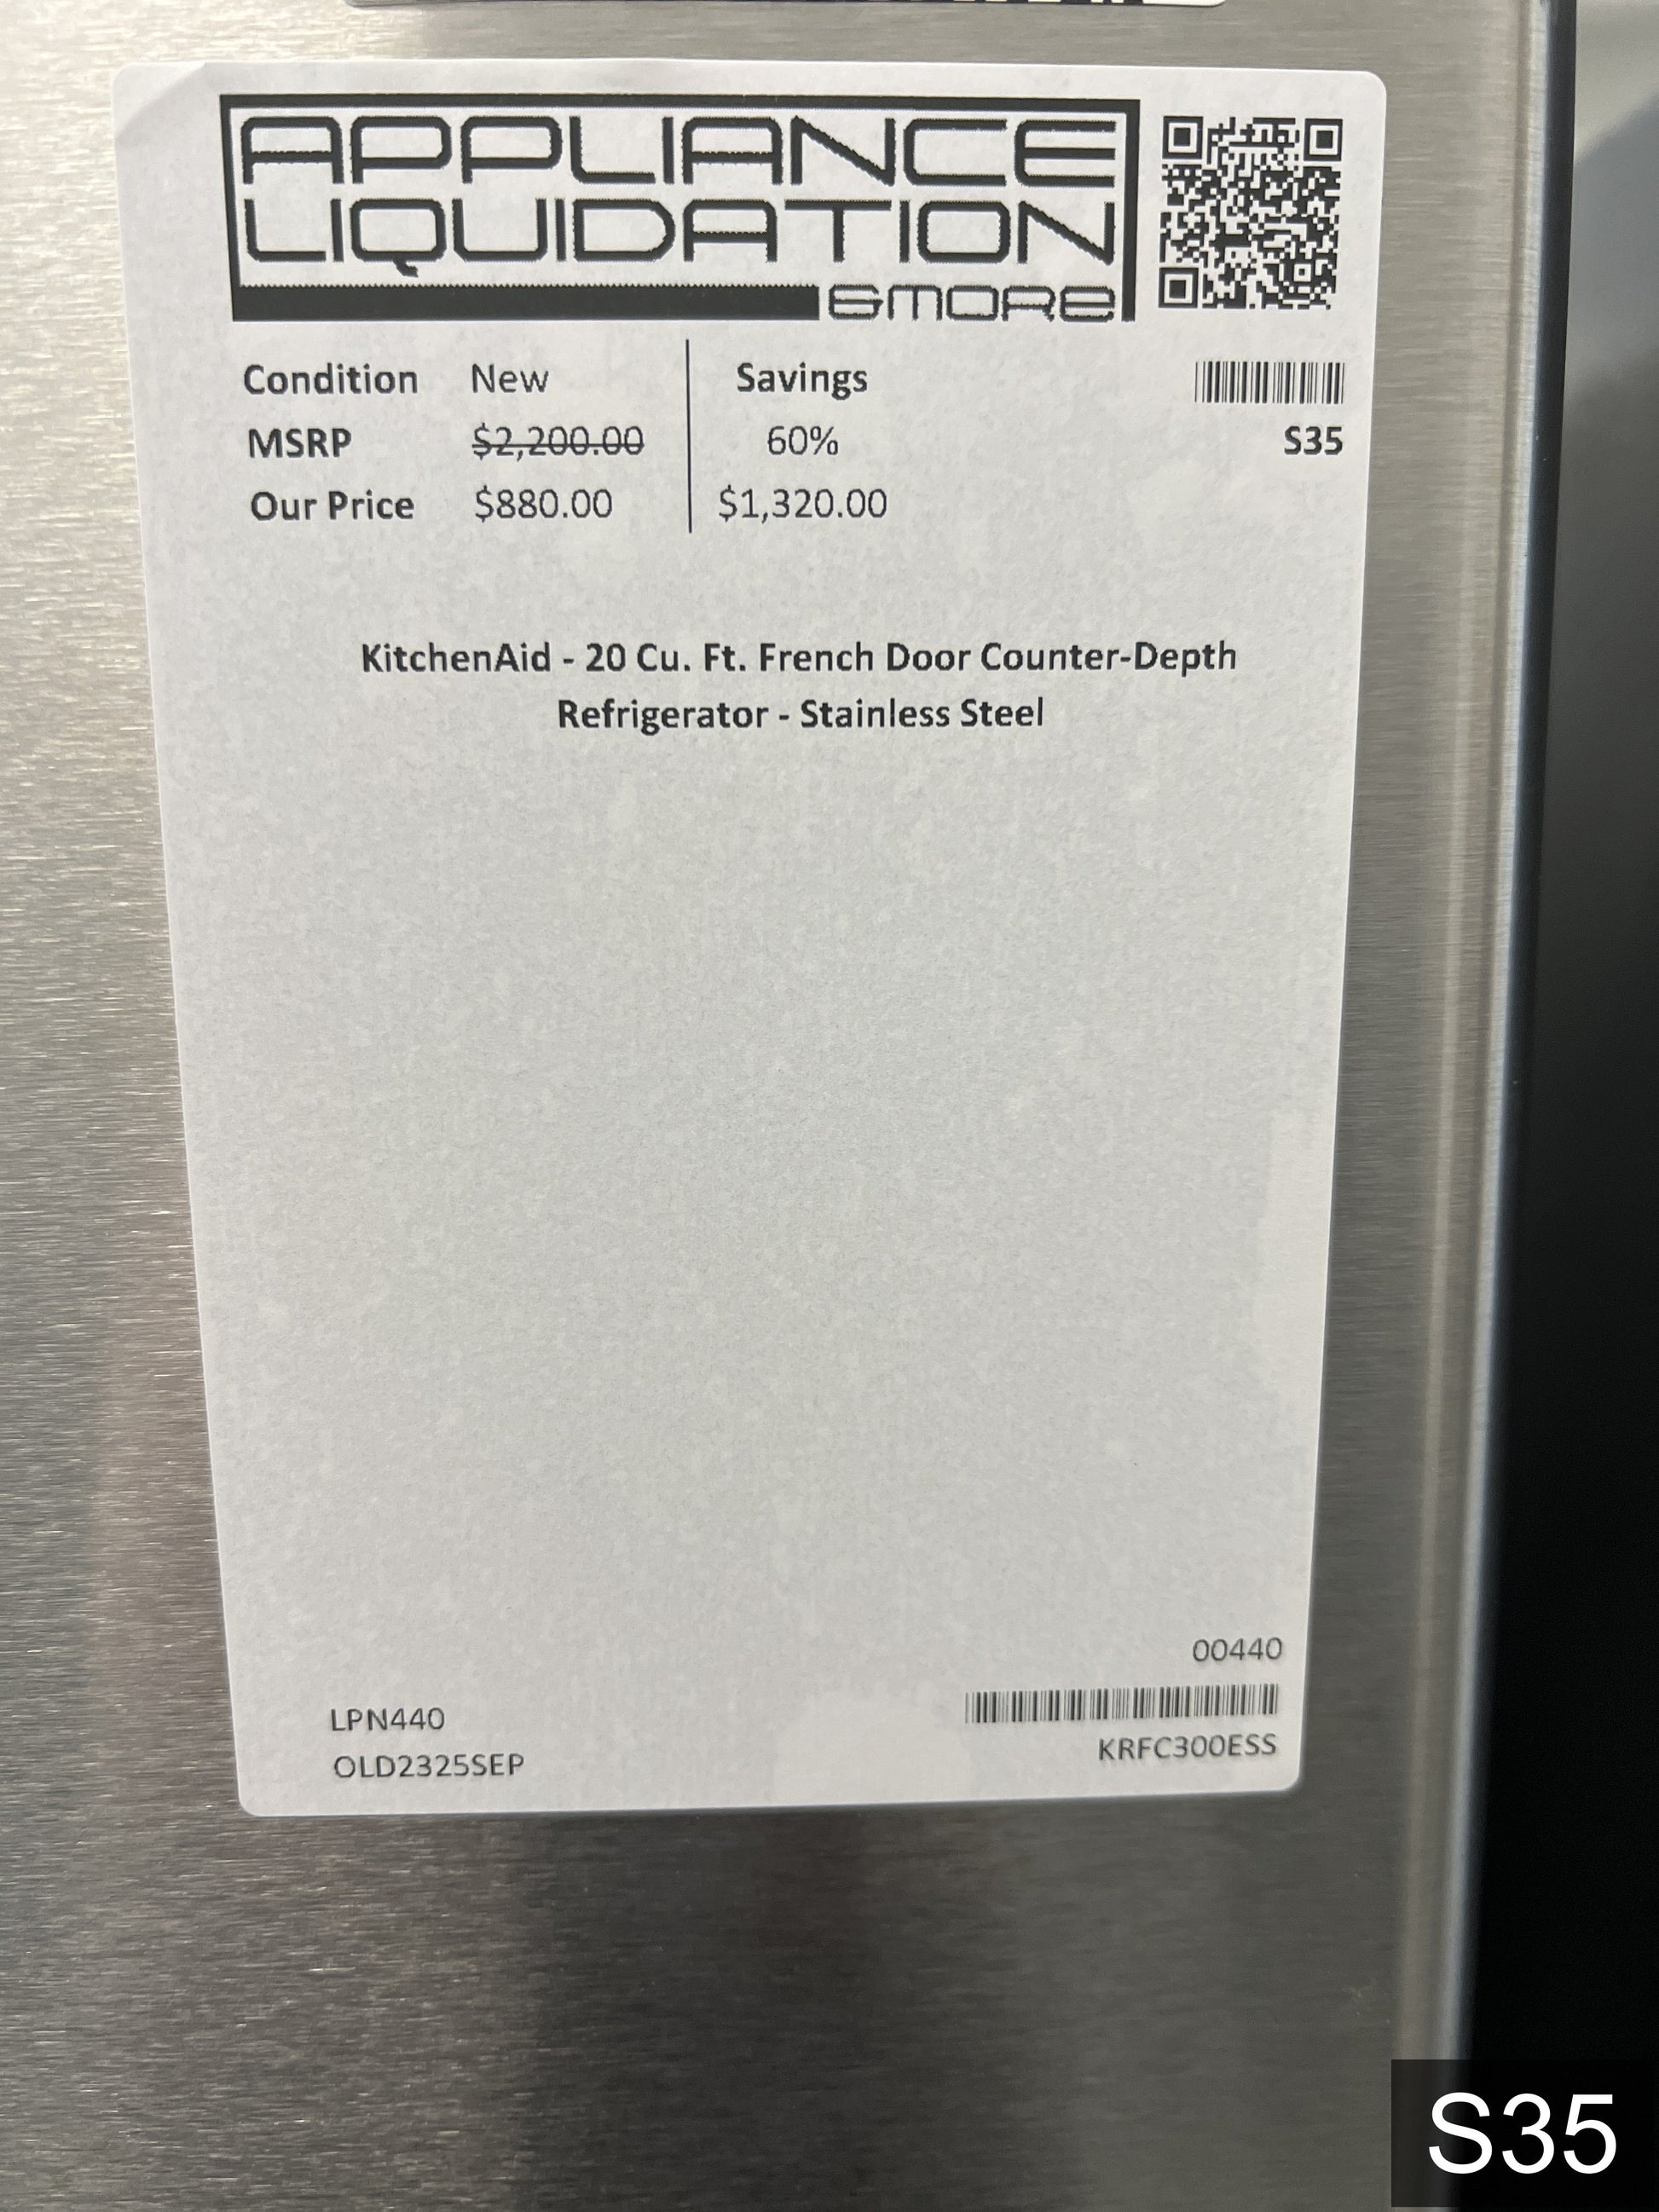 APPLIANCE
LIQUIDATION
&MORE
Condition New
MSRP $2,200.00
Our Price $880.00
Savings
60%
$1,320.00
S35
KitchenAid - 20 Cu. Ft. French Door Counter-Depth
Refrigerator - Stainless Steel
00440
LPN440
OLD2325SEP
KRFC300ESS
S35